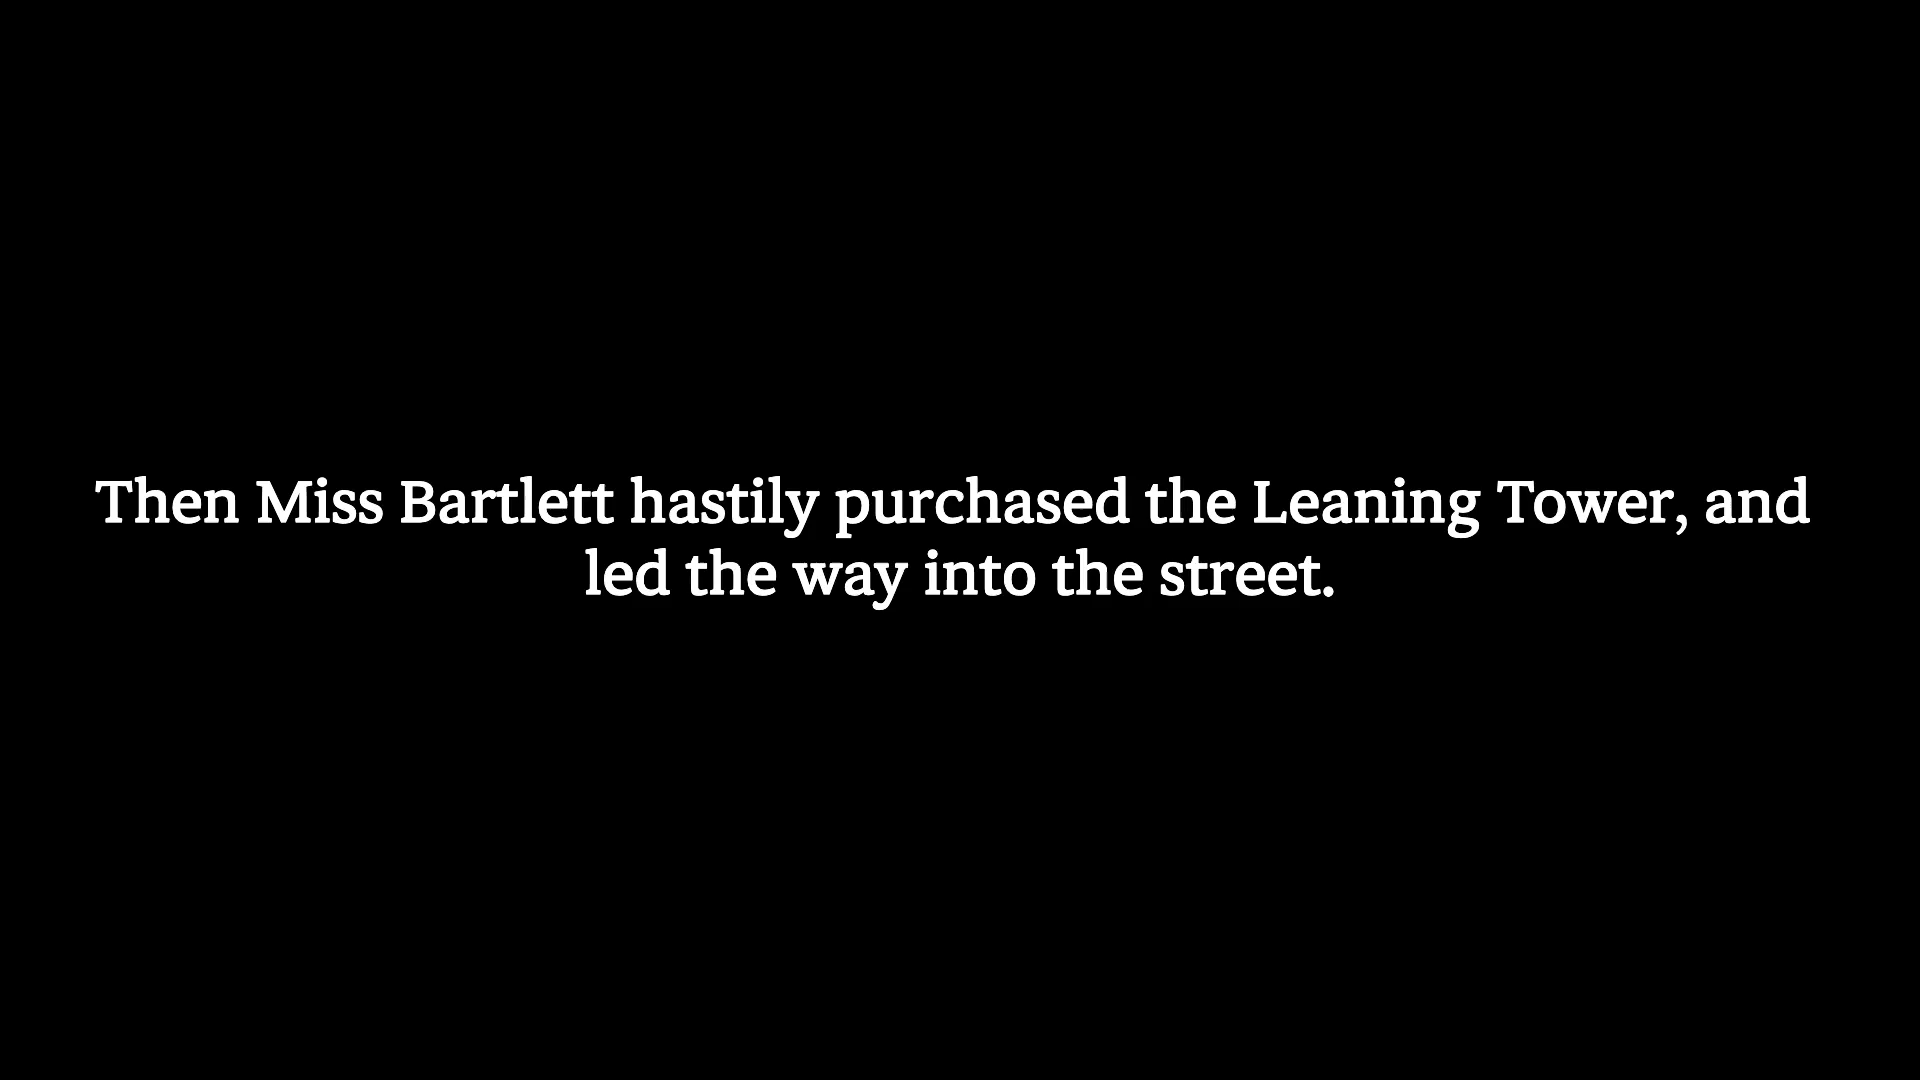 Then Miss Bartlett hastily purchased the Leaning Tower, and
led the way into the street.